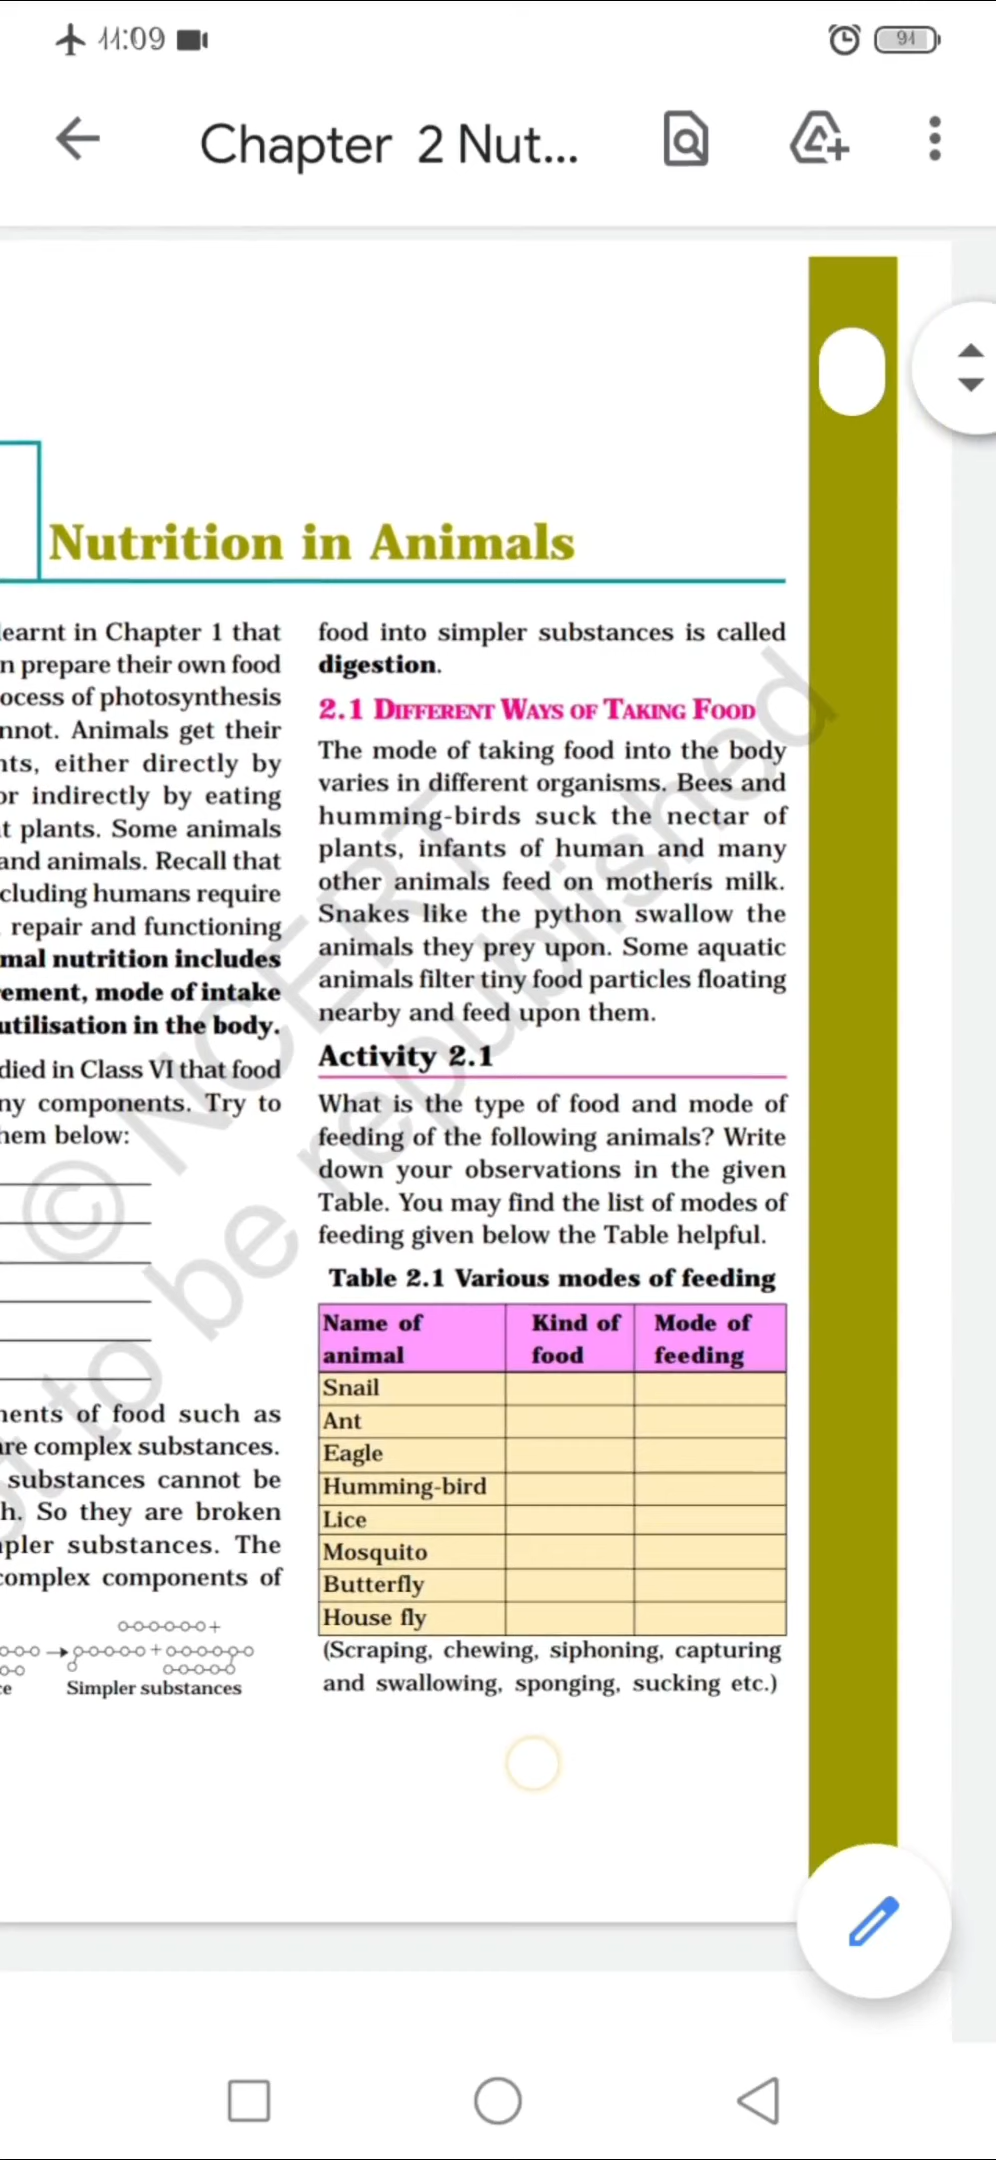 11:09
91
Chapter 2 Nut...
Nutrition in Animals
earnt in Chapter 1 that
n prepare their own food
ocess of photosynthesis
nnot. Animals get their
nts, either directly by
or indirectly by eating
t plants. Some animals
and animals. Recall that
cluding humans require
repair and functioning
mal nutrition includes
ement, mode of intake
utilisation in the body.
died in Class VI that food
ny components. Try to
hem below:
nents of food such as
are complex substances.
substances cannot be
h. So they are broken
pler substances. The
complex components of
Simpler substances
food into simpler substances is called
digestion.
2.1 DIFFERENT WAYS OF TAKING FOOD
The mode of taking food into the body
varies in different organisms. Bees and
humming-birds suck the nectar of
plants, infants of human and many
other animals feed on motherís milk.
Snakes like the python swallow the
animals they prey upon. Some aquatic
animals filter tiny food particles floating
nearby and feed upon them.
Activity 2.1
What is the type of food and mode of
feeding of the following animals? Write
down your observations in the given
Table. You may find the list of modes of
feeding given below the Table helpful.
Table 2.1 Various modes of feeding
Name of animal Kind of food Mode of feeding
Snail
Ant
Eagle
Humming-bird
Lice
Mosquito
Butterfly
House fly
(Scraping, chewing, siphoning, capturing
and swallowing, sponging, sucking etc.)
© NCERT
to be republished